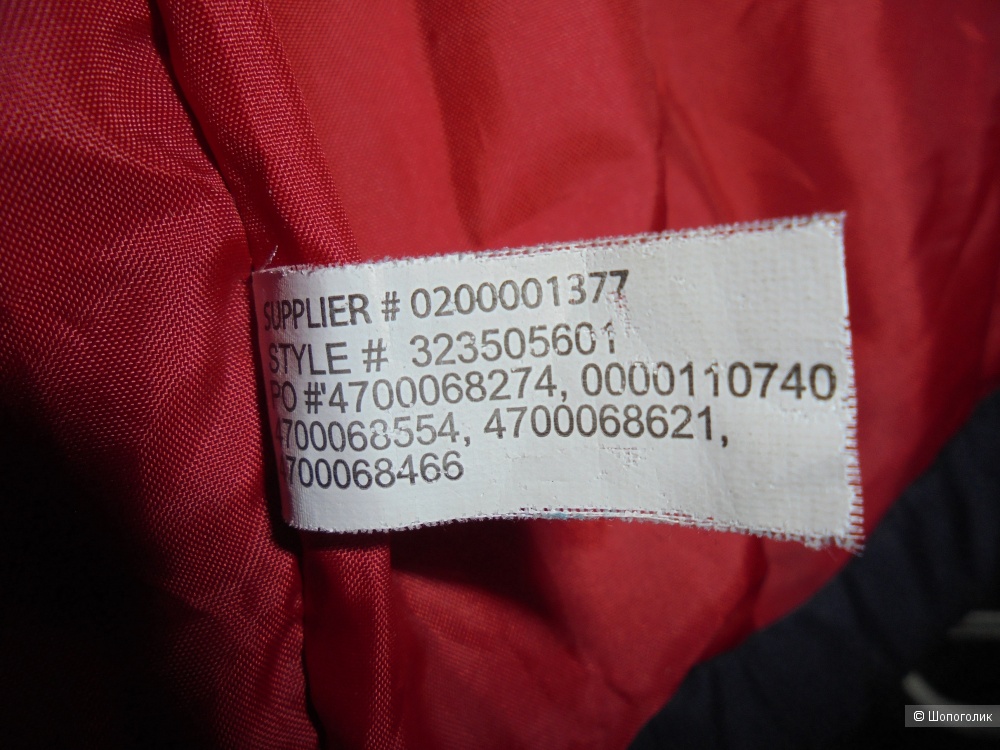 SUPPLIER # 0200001377
STYLE # 323505601
PO #'4700068274, 0000110740
4700068554, 4700068621,
4700068466
© Шопоголик